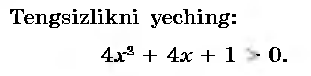 Tengsizlikni yeching:
4x² + 4x + 1 > 0.